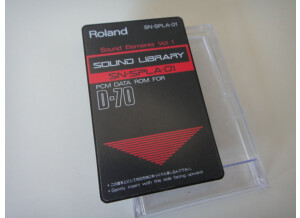 Roland
SN-SPLA-01
Sound Elements Vol. 1
SOUND LIBRARY
SN-SPLA-01
PCM DATA ROM FOR
D-70
• Gently insert with this side facing upward.